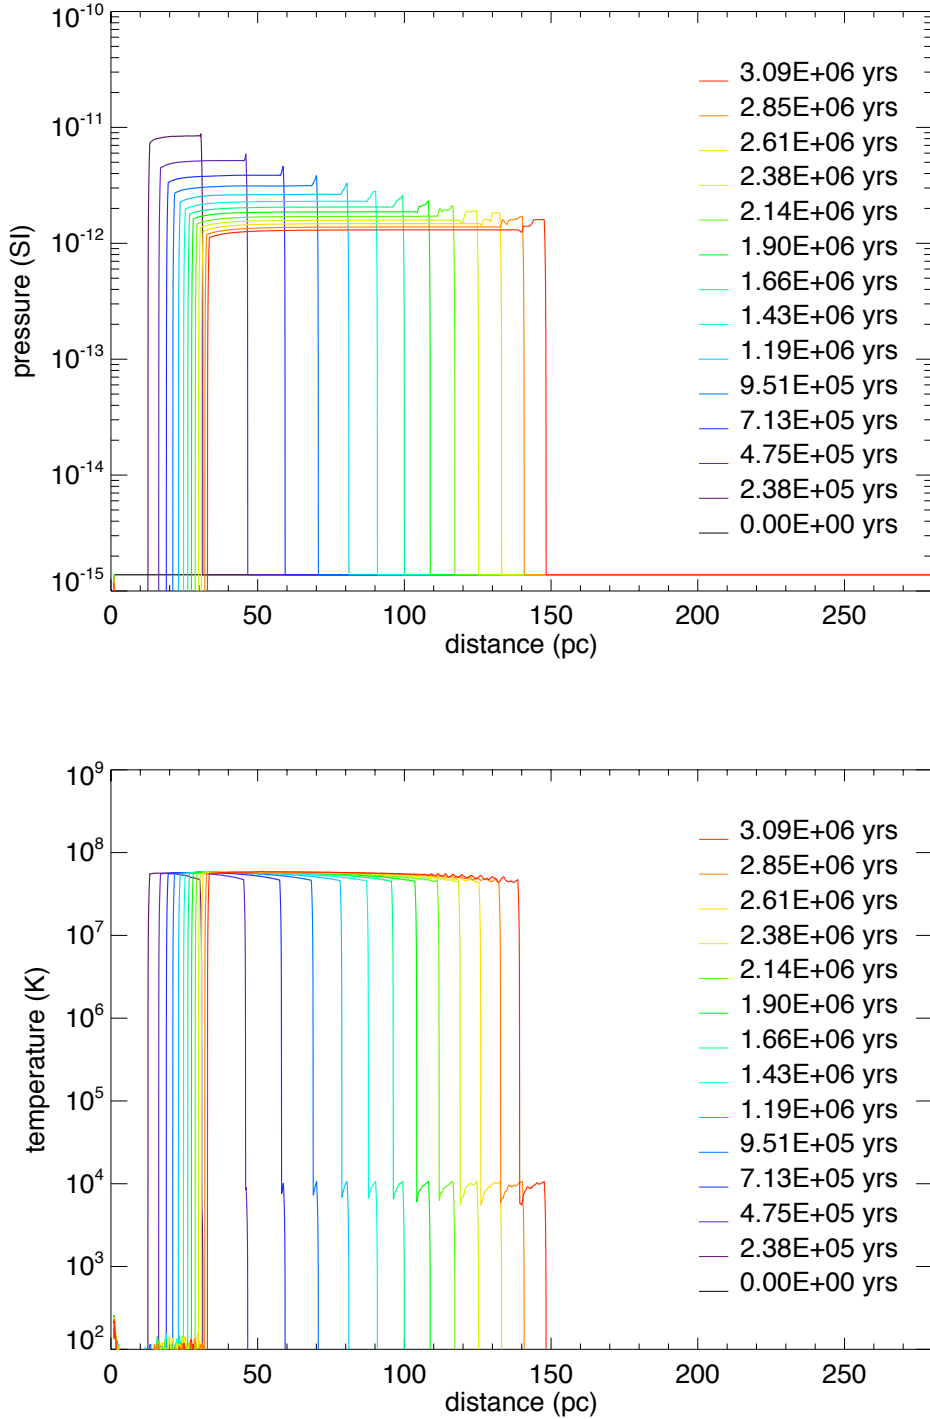 10^-10
10^-11
10^-12
10^-13
10^-14
10^-15
pressure (SI)
3.09E+06 yrs
2.85E+06 yrs
2.61E+06 yrs
2.38E+06 yrs
2.14E+06 yrs
1.90E+06 yrs
1.66E+06 yrs
1.43E+06 yrs
1.19E+06 yrs
9.51E+05 yrs
7.13E+05 yrs
4.75E+05 yrs
2.38E+05 yrs
0.00E+00 yrs
0 50 100 150 200 250
distance (pc)
10^9
10^8
10^7
10^6
10^5
10^4
10^3
10^2
temperature (K)
3.09E+06 yrs
2.85E+06 yrs
2.61E+06 yrs
2.38E+06 yrs
2.14E+06 yrs
1.90E+06 yrs
1.66E+06 yrs
1.43E+06 yrs
1.19E+06 yrs
9.51E+05 yrs
7.13E+05 yrs
4.75E+05 yrs
2.38E+05 yrs
0.00E+00 yrs
0 50 100 150 200 250
distance (pc)